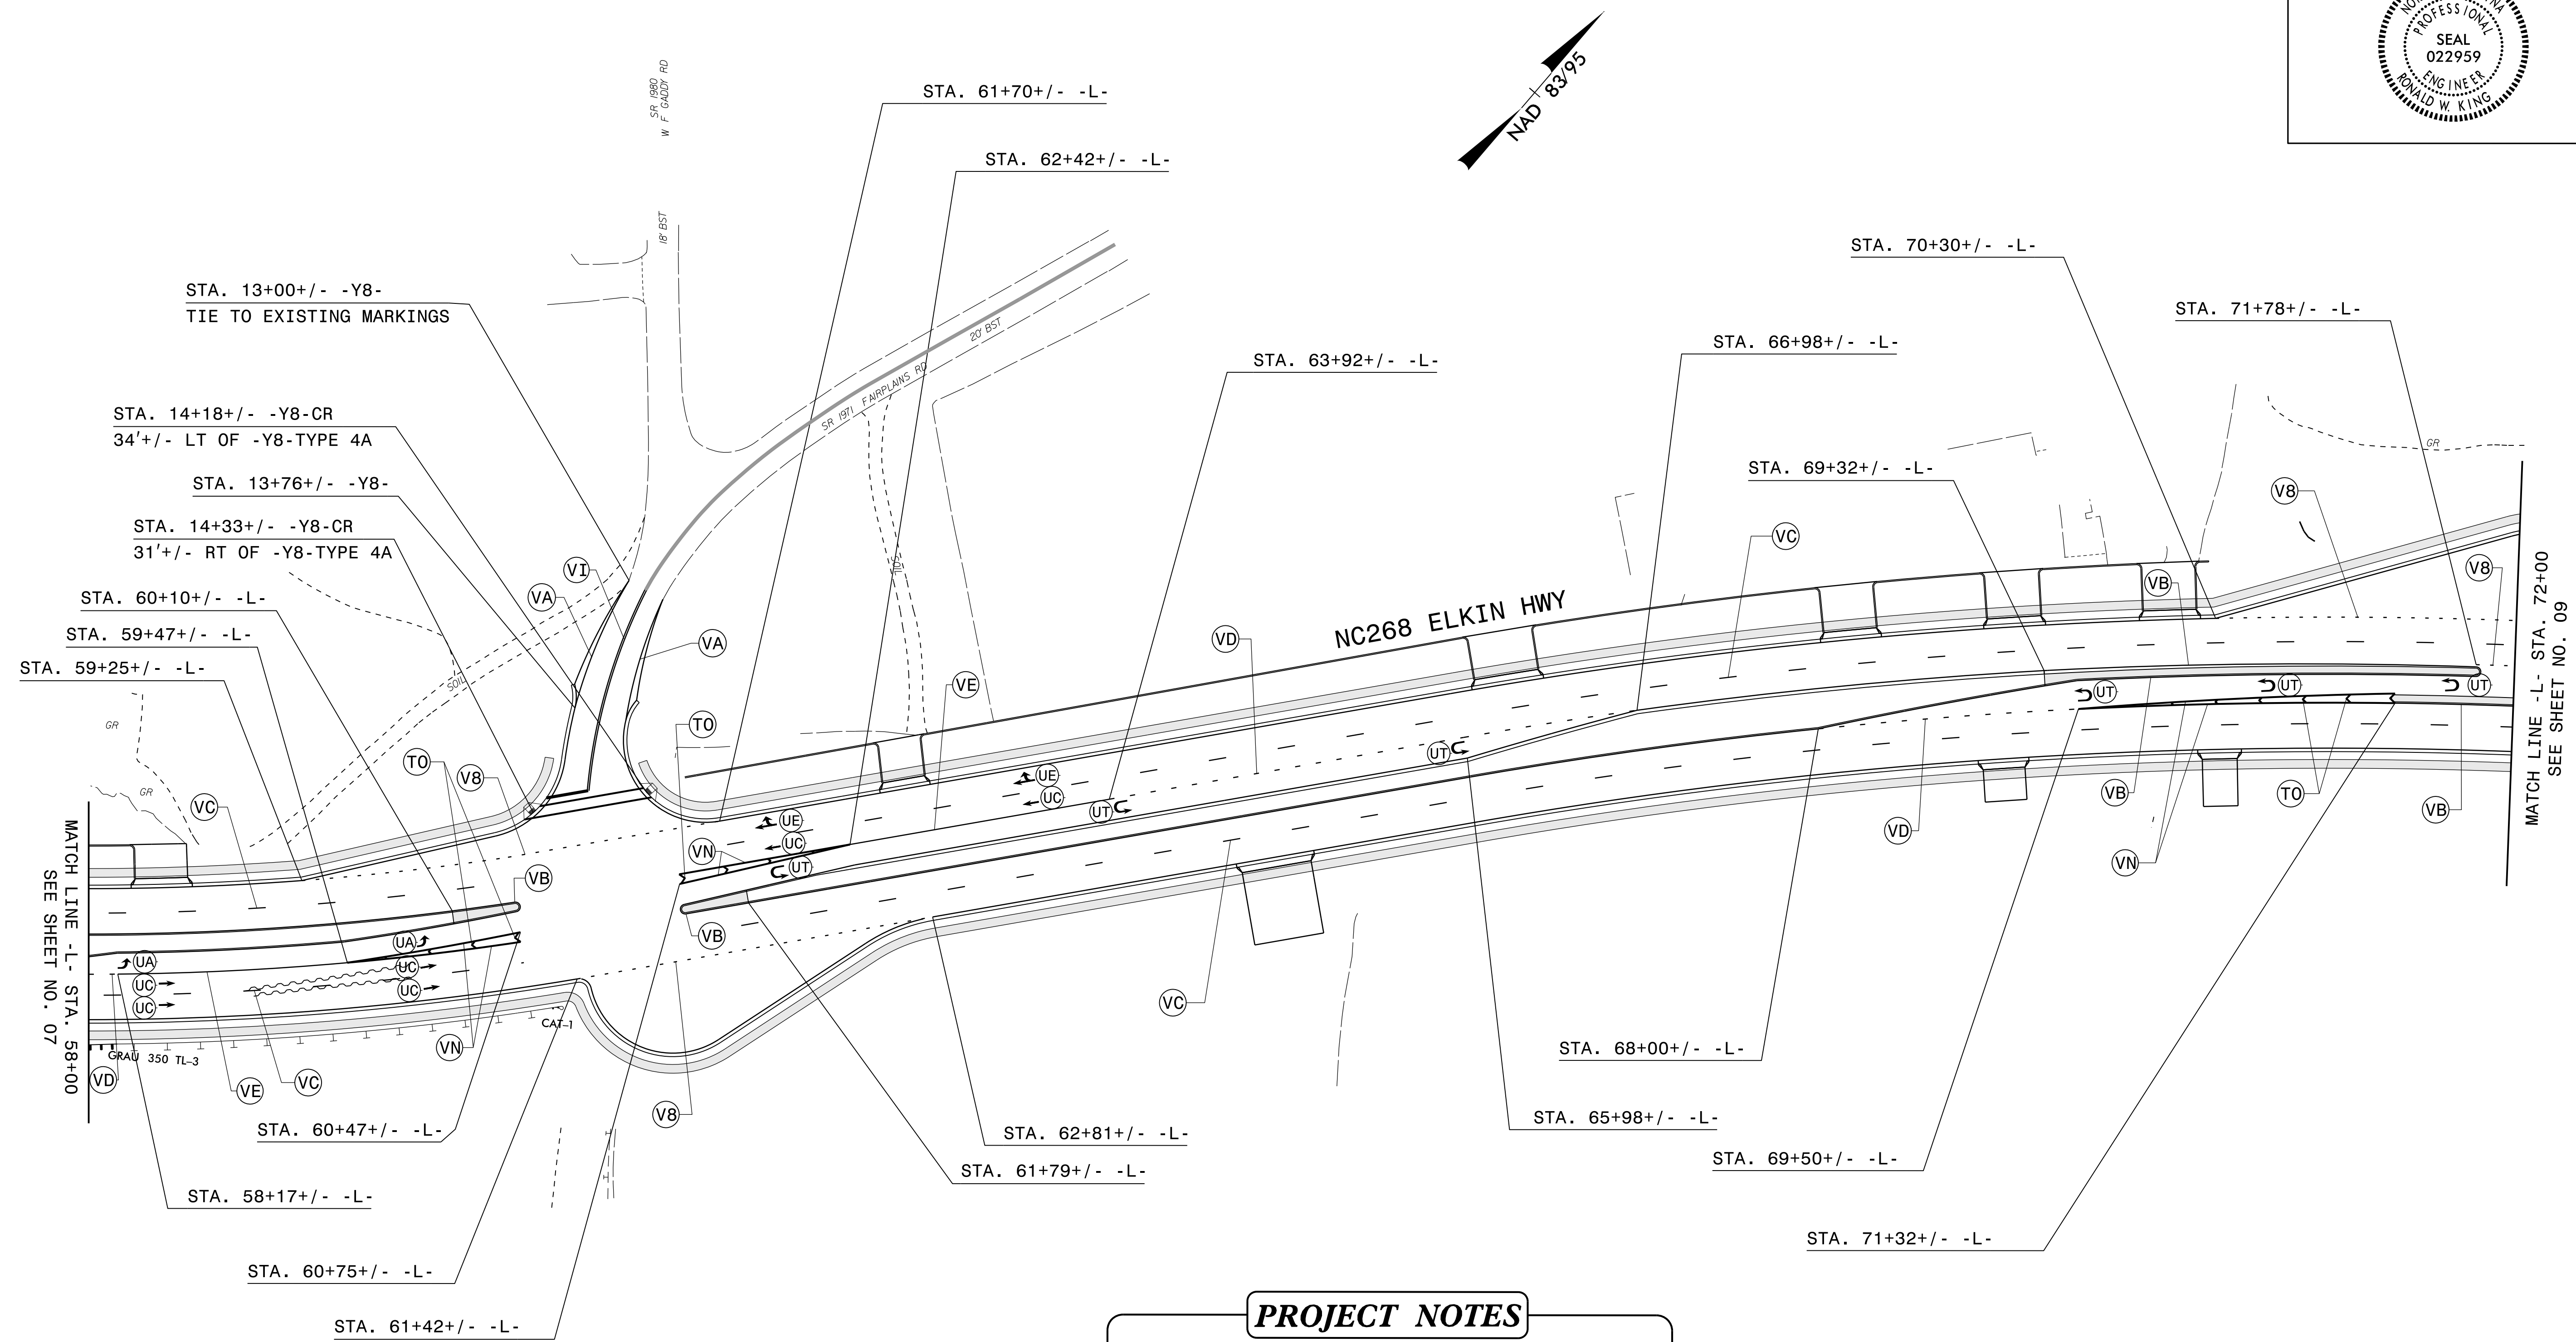 PROFESSIONAL
SEAL
022959
ENGINEER
RONALD W. KING
NAD 83/95
SR 1980
W F GADDY RD
18' BST
STA. 61+70+/- -L-
STA. 62+42+/- -L-
STA. 70+30+/- -L-
STA. 13+00+/- -Y8-
TIE TO EXISTING MARKINGS
STA. 71+78+/- -L-
20' BST
STA. 66+98+/- -L-
STA. 63+92+/- -L-
SR 1971 FAIRPLAINS RD
STA. 14+18+/- -Y8-CR
34'+/- LT OF -Y8-TYPE 4A
GR
STA. 69+32+/- -L-
STA. 13+76+/- -Y8-
V8
STA. 14+33+/- -Y8-CR
31'+/- RT OF -Y8-TYPE 4A
VC
SOIL
VI
V8
VB
VA
STA. 60+10+/- -L-
NC268 ELKIN HWY
STA. 59+47+/- -L-
VA
VD
STA. 59+25+/- -L-
SOIL
VE
UT
UT
UT
MATCH LINE -L- STA. 72+00
SEE SHEET NO. 09
GR
TO
TO
UT
V8
UE
GR
VC
UC
UT
VB
TO
VB
UE
VD
UC
VN
VN
UT
MATCH LINE -L- STA. 58+00
SEE SHEET NO. 07
VB
VB
UA
UA
UC
UC
UC
UC
VC
CAT-1
VN
GRAU 350 TL-3
STA. 68+00+/- -L-
VD
VC
VE
V8
STA. 65+98+/- -L-
STA. 60+47+/- -L-
STA. 62+81+/- -L-
STA. 69+50+/- -L-
STA. 61+79+/- -L-
STA. 58+17+/- -L-
STA. 71+32+/- -L-
STA. 60+75+/- -L-
PROJECT NOTES
STA. 61+42+/- -L-